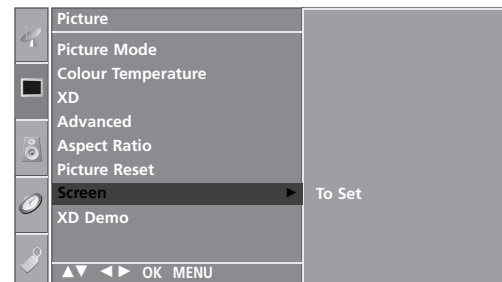 Picture
Picture Mode
Colour Temperature
XD
Advanced
Aspect Ratio
Picture Reset
Screen ► To Set
XD Demo
▲▼ ◄► OK MENU